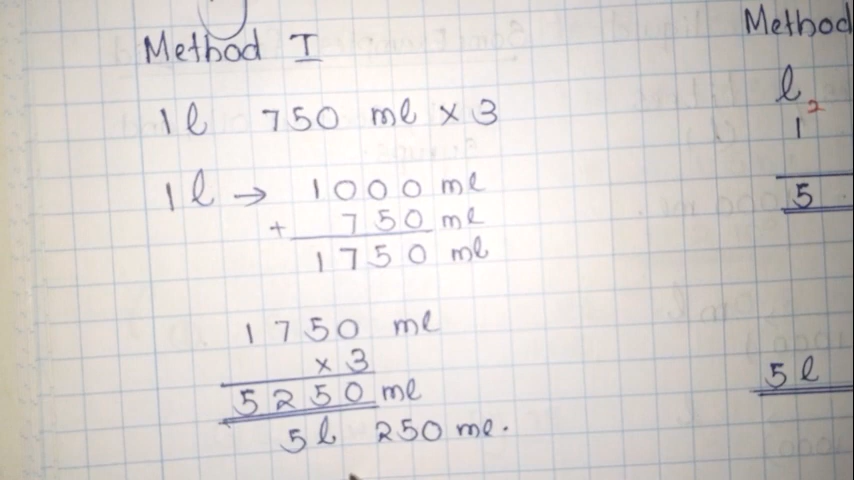 Method I
1 l 750 ml × 3
1 l → 1000 ml
+ 750 ml
1750 ml
1750 ml
× 3
5250 ml
5 l 250 ml.
Method
l
1 2
5
5 l